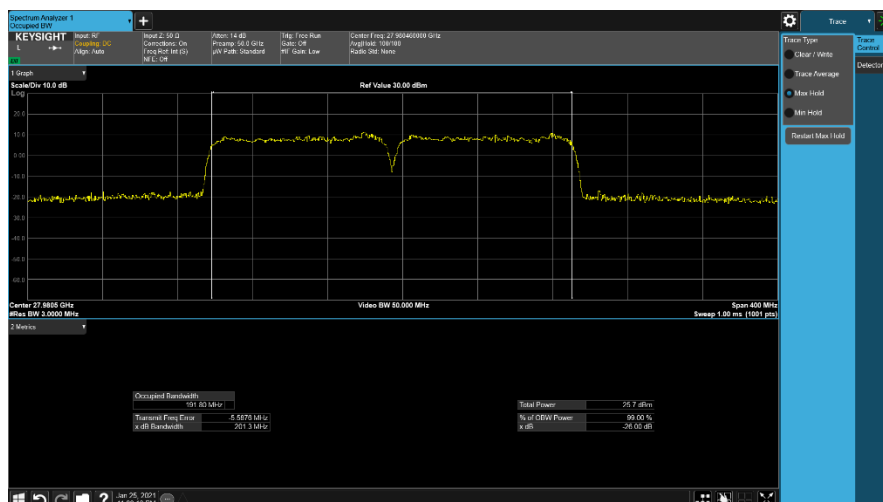 Spectrum Analyzer 1
Occupied BW
+
Trace
KEYSIGHT
L
Input: RF
Coupling: DC
Align: Auto
Input Z: 50 Ω
Corrections: On
Freq Ref: Int (S)
NFE: Off
Atten: 14 dB
Preamp: 50.0 GHz
µW Path: Standard
Trig: Free Run
Gate: Off
#IF Gain: Low
Center Freq: 27.980460000 GHz
Avg|Hold: 100/100
Radio Std: None
1 Graph
Scale/Div 10.0 dB
Ref Value 30.00 dBm
Log
20.0
10.0
0.00
-10.0
-20.0
-30.0
-40.0
-50.0
-60.0
Center 27.9805 GHz
#Res BW 3.0000 MHz
Video BW 50.000 MHz
Span 400 MHz
Sweep 1.00 ms (1001 pts)
2 Metrics
Occupied Bandwidth
191.80 MHz
Transmit Freq Error -5.5876 MHz
x dB Bandwidth 201.3 MHz
Total Power 25.7 dBm
% of OBW Power 99.00 %
x dB -26.00 dB
Trace Type
Clear / Write
Trace Average
Max Hold
Min Hold
Restart Max Hold
Trace
Control
Detector
?
Jan 25, 2021